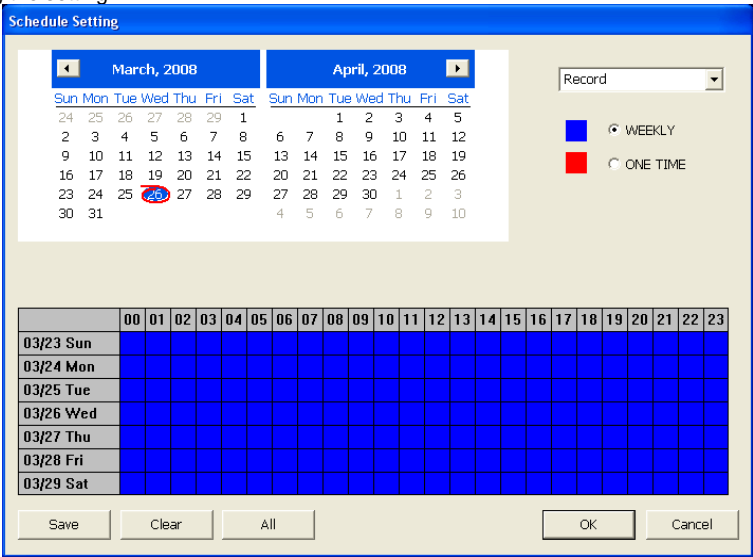 Schedule Setting
March, 2008 April, 2008
Record
Sun Mon Tue Wed Thu Fri Sat Sun Mon Tue Wed Thu Fri Sat
24 25 26 27 28 29 1 1 2 3 4 5
2 3 4 5 6 7 8 6 7 8 9 10 11 12
WEEKLY
9 10 11 12 13 14 15 13 14 15 16 17 18 19
ONE TIME
16 17 18 19 20 21 22 20 21 22 23 24 25 26
23 24 25 26 27 28 29 27 28 29 30 1 2 3
30 31 4 5 6 7 8 9 10
00 01 02 03 04 05 06 07 08 09 10 11 12 13 14 15 16 17 18 19 20 21 22 23
03/23 Sun
03/24 Mon
03/25 Tue
03/26 Wed
03/27 Thu
03/28 Fri
03/29 Sat
Save Clear All OK Cancel